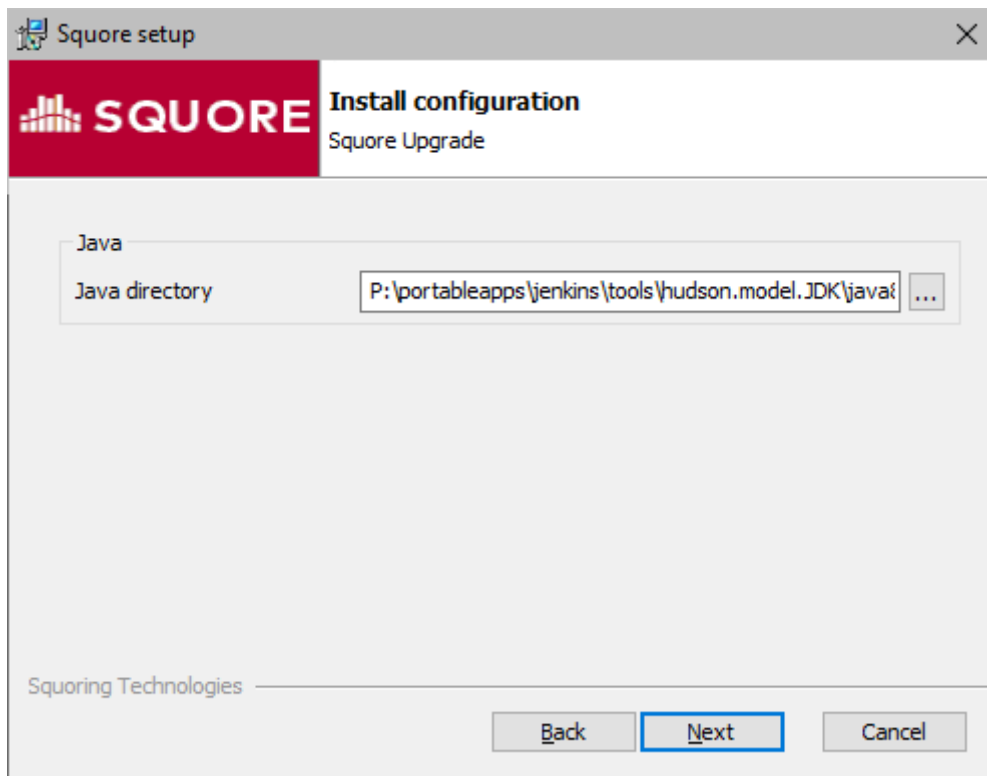 Squore setup
SQUORE
Install configuration
Squore Upgrade
Java
Java directory
P:\portableapps\jenkins\tools\hudson.model.JDK\java8
...
Squoring Technologies
Back
Next
Cancel